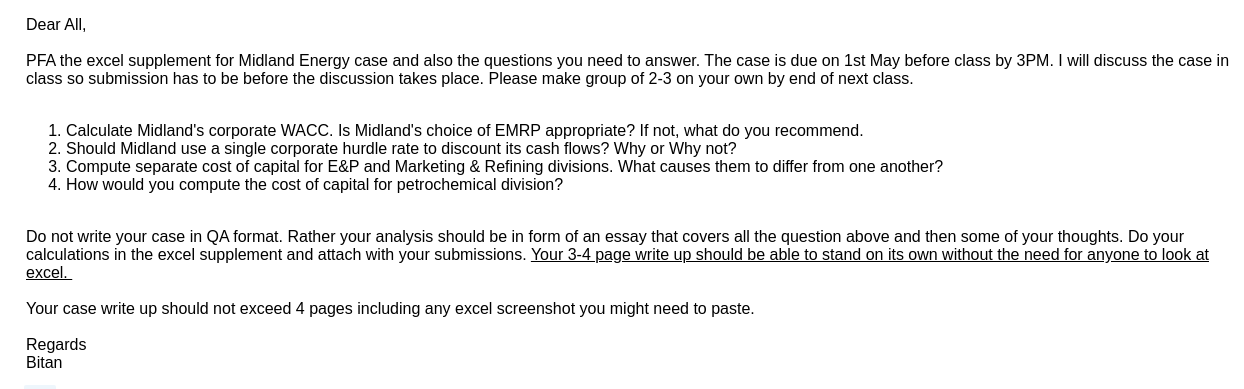 Dear All,
PFA the excel supplement for Midland Energy case and also the questions you need to answer. The case is due on 1st May before class by 3PM. I will discuss the case in
class so submission has to be before the discussion takes place. Please make group of 2-3 on your own by end of next class.
1. Calculate Midland's corporate WACC. Is Midland's choice of EMRP appropriate? If not, what do you recommend.
2. Should Midland use a single corporate hurdle rate to discount its cash flows? Why or Why not?
3. Compute separate cost of capital for E&P and Marketing & Refining divisions. What causes them to differ from one another?
4. How would you compute the cost of capital for petrochemical division?
Do not write your case in QA format. Rather your analysis should be in form of an essay that covers all the question above and then some of your thoughts. Do your
calculations in the excel supplement and attach with your submissions. Your 3-4 page write up should be able to stand on its own without the need for anyone to look at
excel.
Your case write up should not exceed 4 pages including any excel screenshot you might need to paste.
Regards
Bitan